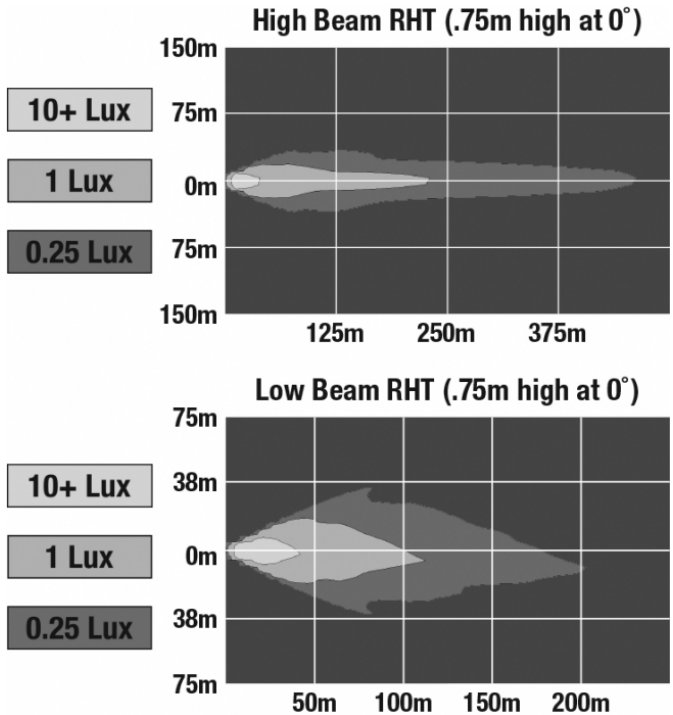 High Beam RHT (.75m high at 0˚)
150m
10+ Lux
75m
1 Lux
0m
0.25 Lux
75m
150m
125m 250m 375m
Low Beam RHT (.75m high at 0˚)
75m
10+ Lux
38m
1 Lux
0m
0.25 Lux
38m
75m
50m 100m 150m 200m